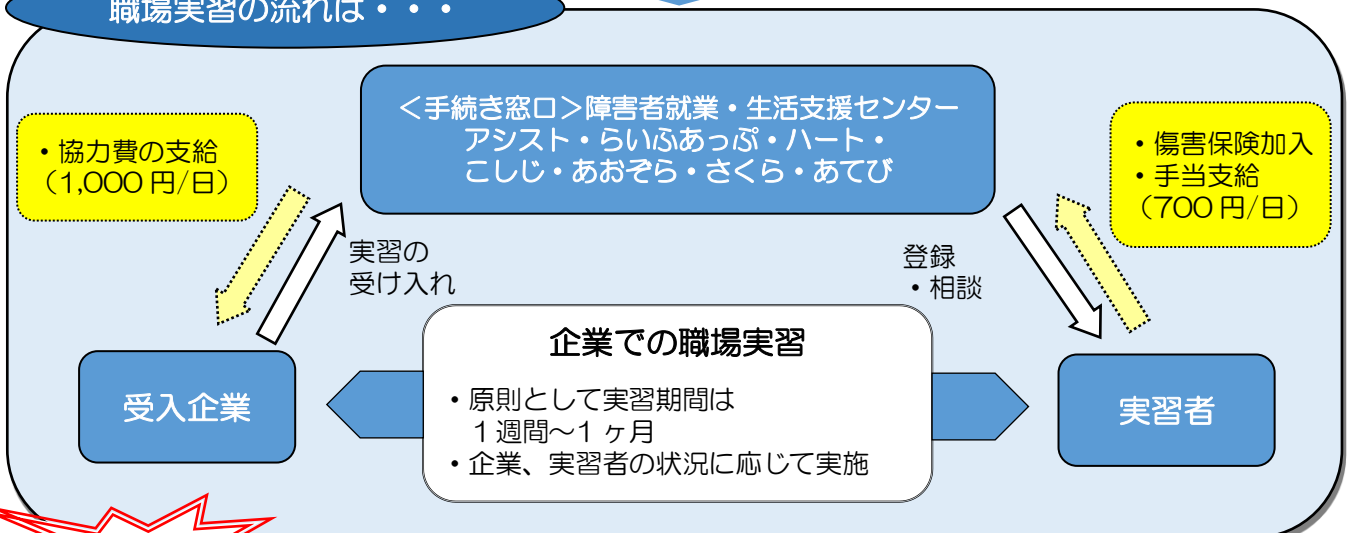 職場実習の流れは・・・
＜手続き窓口＞障害者就業・生活支援センター
アシスト・らいふあっぷ・ハート・
こしじ・あおぞら・さくら・あてび
・協力費の支給
（1,000 円/日）
・傷害保険加入
・手当支給
（700 円/日）
実習の
受け入れ
登録
・相談
企業での職場実習
・原則として実習期間は
１週間～１ヶ月
・企業、実習者の状況に応じて実施
受入企業
実習者